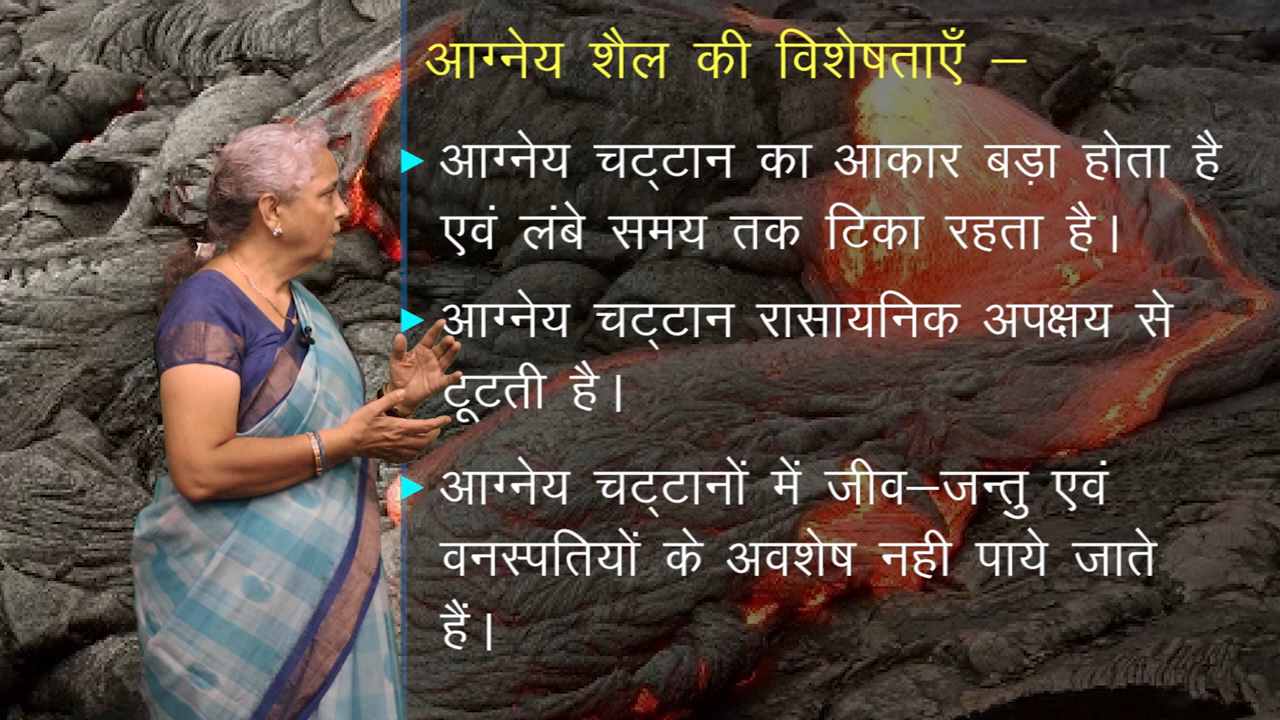 आग्नेय शैल की विशेषताएँ –
आग्नेय चट्टान का आकार बड़ा होता है
एवं लंबे समय तक टिका रहता है।
आग्नेय चट्टान रासायनिक अपक्षय से
टूटती है।
आग्नेय चट्टानों में जीव–जन्तु एवं
वनस्पतियों के अवशेष नही पाये जाते
हैं।